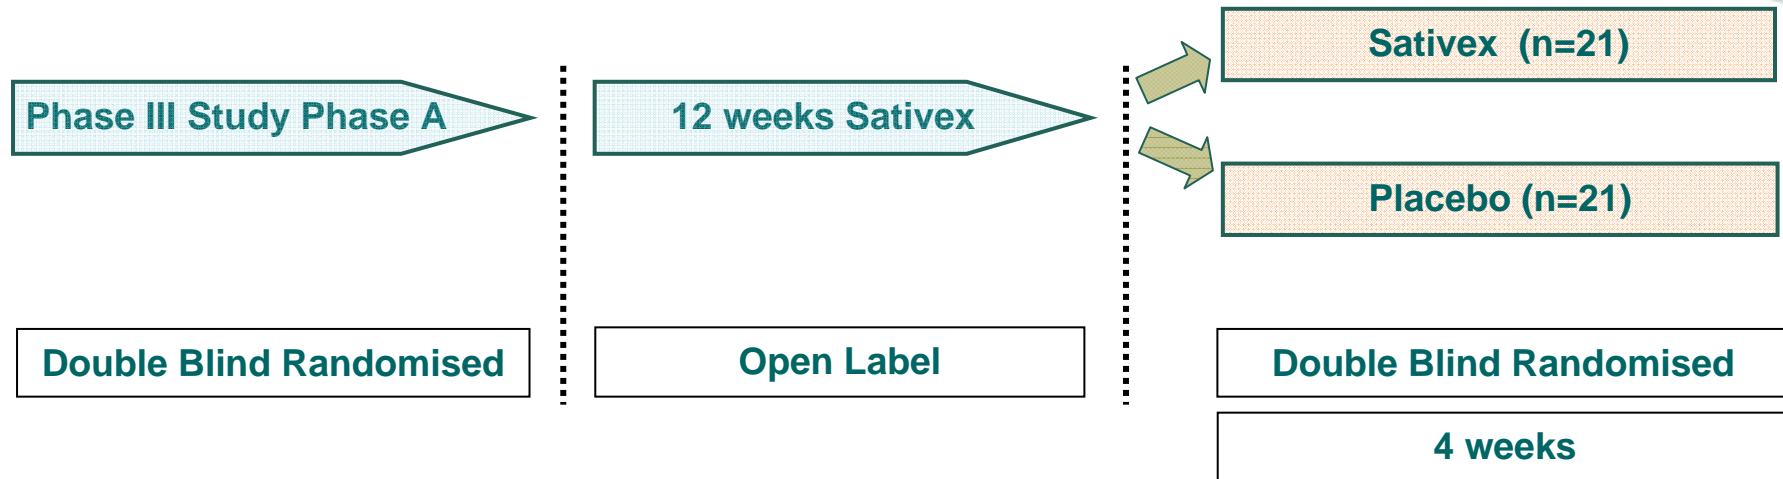 Sativex (n=21)
Phase III Study Phase A
12 weeks Sativex
Placebo (n=21)
Double Blind Randomised
Open Label
Double Blind Randomised
4 weeks